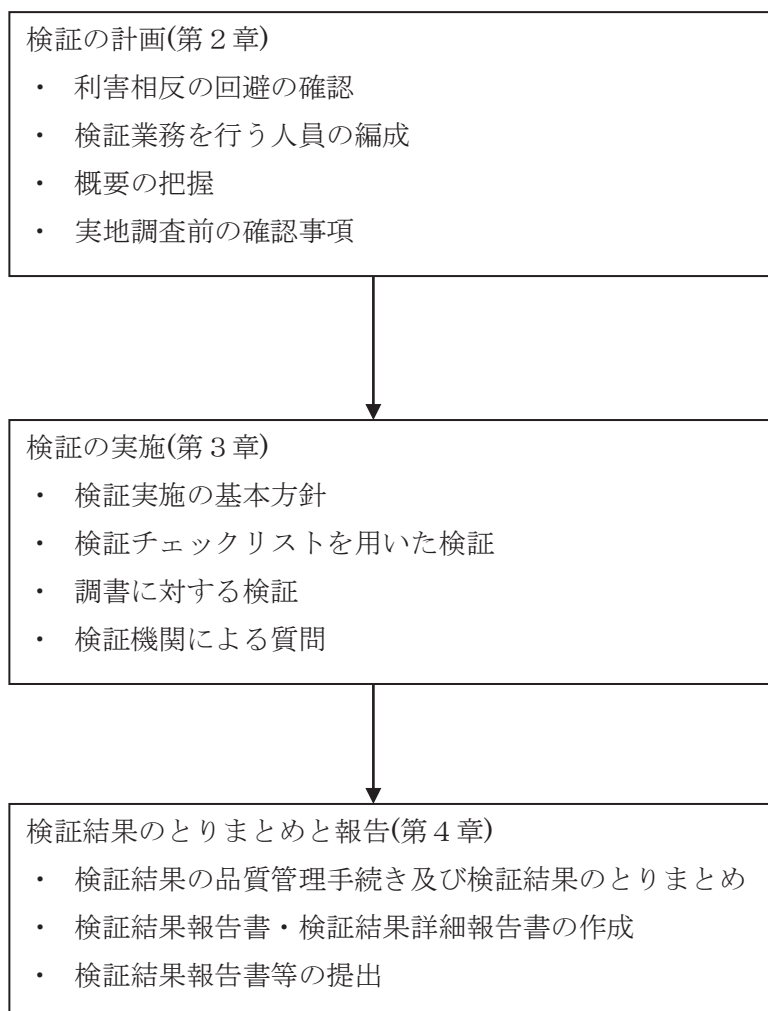 検証の計画(第２章)
・ 利害相反の回避の確認
・ 検証業務を行う人員の編成
・ 概要の把握
・ 実地調査前の確認事項
検証の実施(第３章)
・ 検証実施の基本方針
・ 検証チェックリストを用いた検証
・ 調書に対する検証
・ 検証機関による質問
検証結果のとりまとめと報告(第４章)
・ 検証結果の品質管理手続き及び検証結果のとりまとめ
・ 検証結果報告書・検証結果詳細報告書の作成
・ 検証結果報告書等の提出